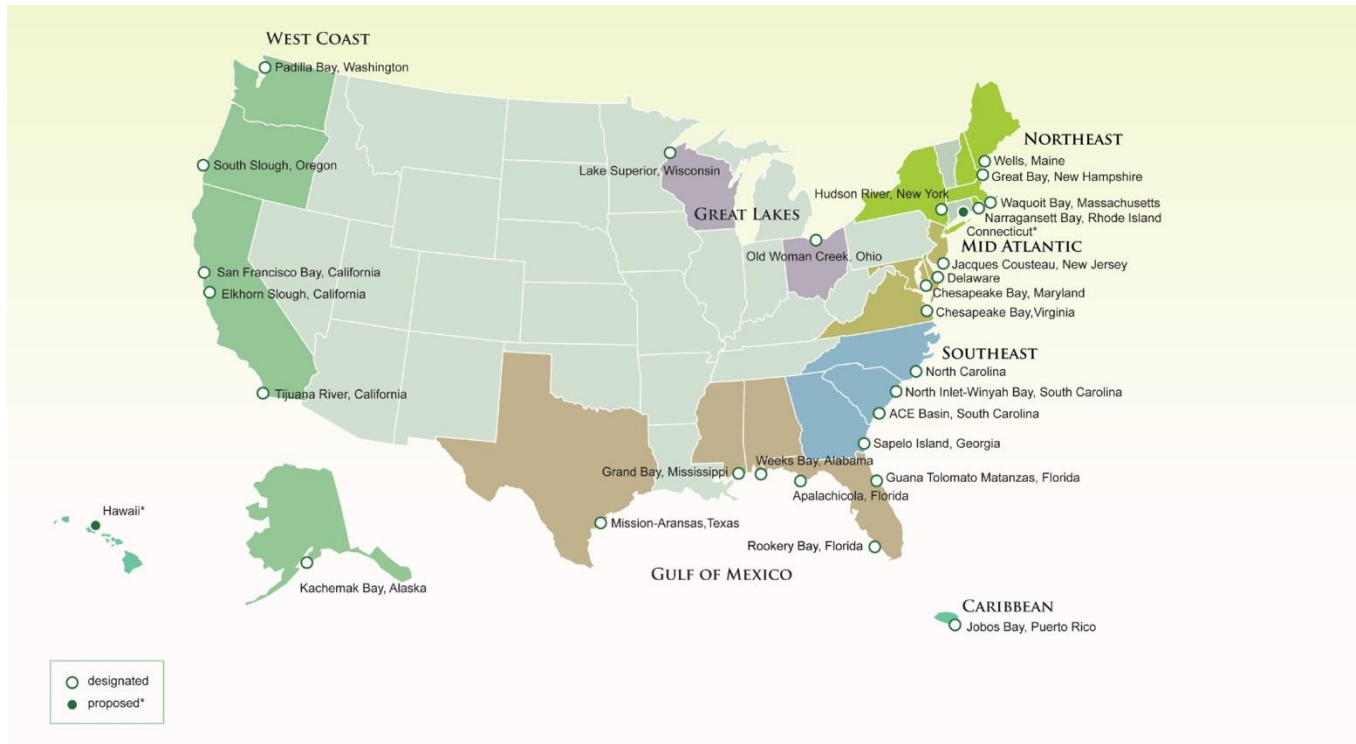 WEST COAST
Padilla Bay, Washington
South Slough, Oregon
San Francisco Bay, California
Elkhorn Slough, California
Tijuana River, California
Lake Superior, Wisconsin
GREAT LAKES
Old Woman Creek, Ohio
NORTHEAST
Wells, Maine
Great Bay, New Hampshire
Hudson River, New York
Waquoit Bay, Massachusetts
Narragansett Bay, Rhode Island
Connecticut*
MID ATLANTIC
Jacques Cousteau, New Jersey
Delaware
Chesapeake Bay, Maryland
Chesapeake Bay,Virginia
SOUTHEAST
North Carolina
North Inlet-Winyah Bay, South Carolina
ACE Basin, South Carolina
Sapelo Island, Georgia
Weeks Bay, Alabama
Grand Bay, Mississippi
Guana Tolomato Matanzas, Florida
Apalachicola, Florida
Mission-Aransas,Texas
Rookery Bay, Florida
GULF OF MEXICO
Hawaii*
Kachemak Bay, Alaska
CARIBBEAN
Jobos Bay, Puerto Rico
designated
proposed*